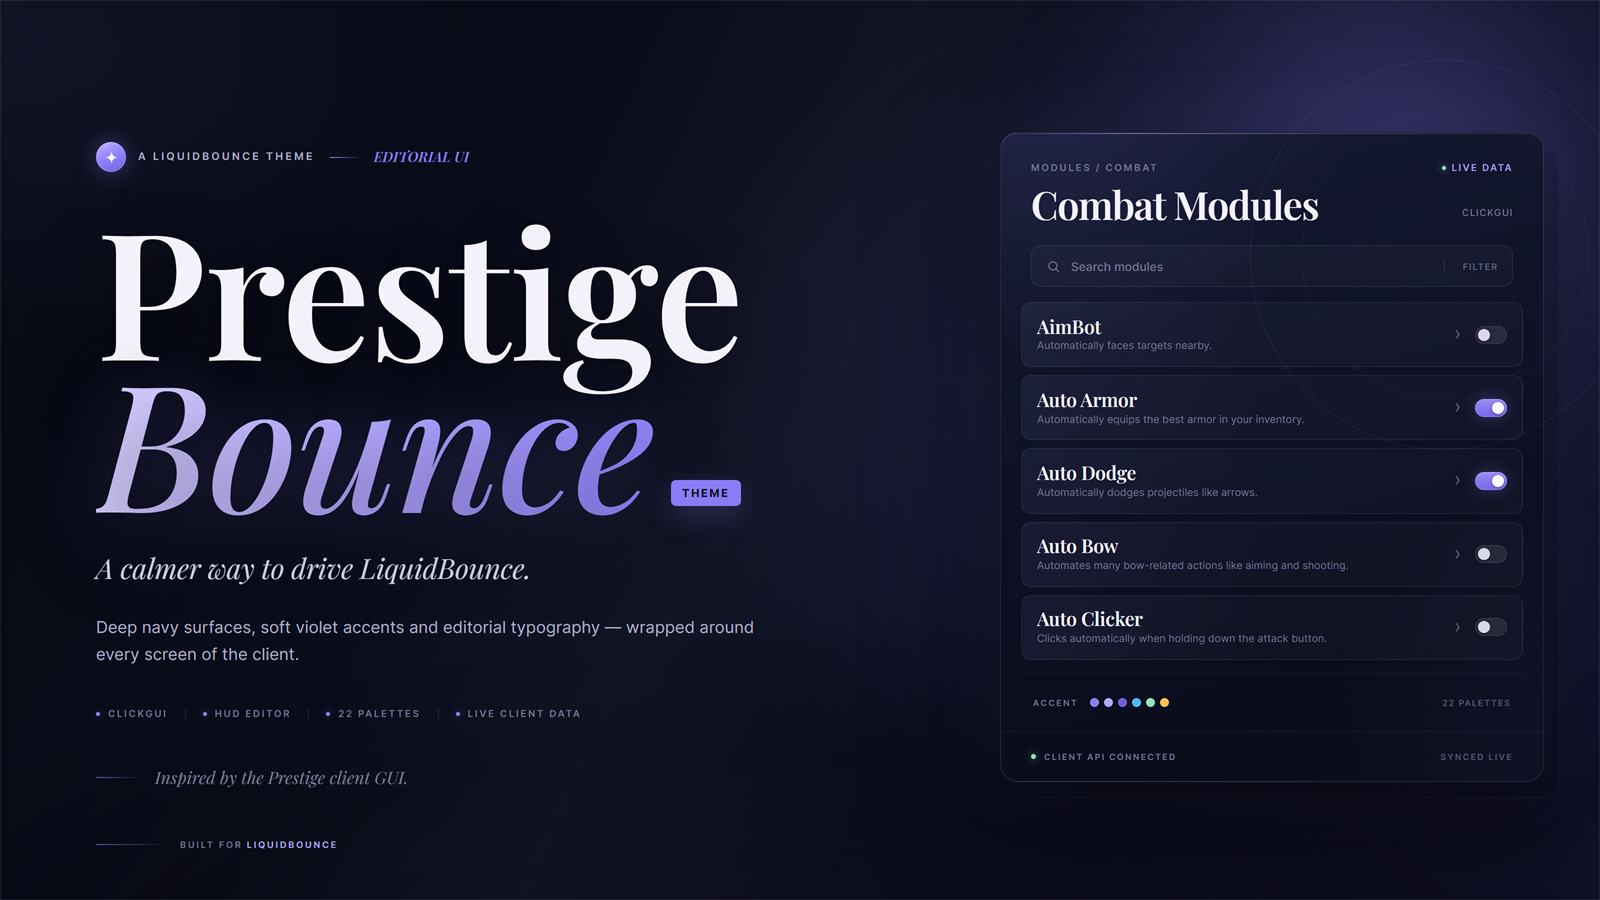 A LIQUIDBOUNCE THEME
EDITORIAL UI
Prestige
Bounce
THEME
A calmer way to drive LiquidBounce.
Deep navy surfaces, soft violet accents and editorial typography — wrapped around
every screen of the client.
CLICKGUI
HUD EDITOR
22 PALETTES
LIVE CLIENT DATA
Inspired by the Prestige client GUI.
BUILT FOR LIQUIDBOUNCE
MODULES / COMBAT
LIVE DATA
Combat Modules
CLICKGUI
Search modules
FILTER
AimBot
Automatically faces targets nearby.
Auto Armor
Automatically equips the best armor in your inventory.
Auto Dodge
Automatically dodges projectiles like arrows.
Auto Bow
Automates many bow-related actions like aiming and shooting.
Auto Clicker
Clicks automatically when holding down the attack button.
ACCENT
22 PALETTES
CLIENT API CONNECTED
SYNCED LIVE